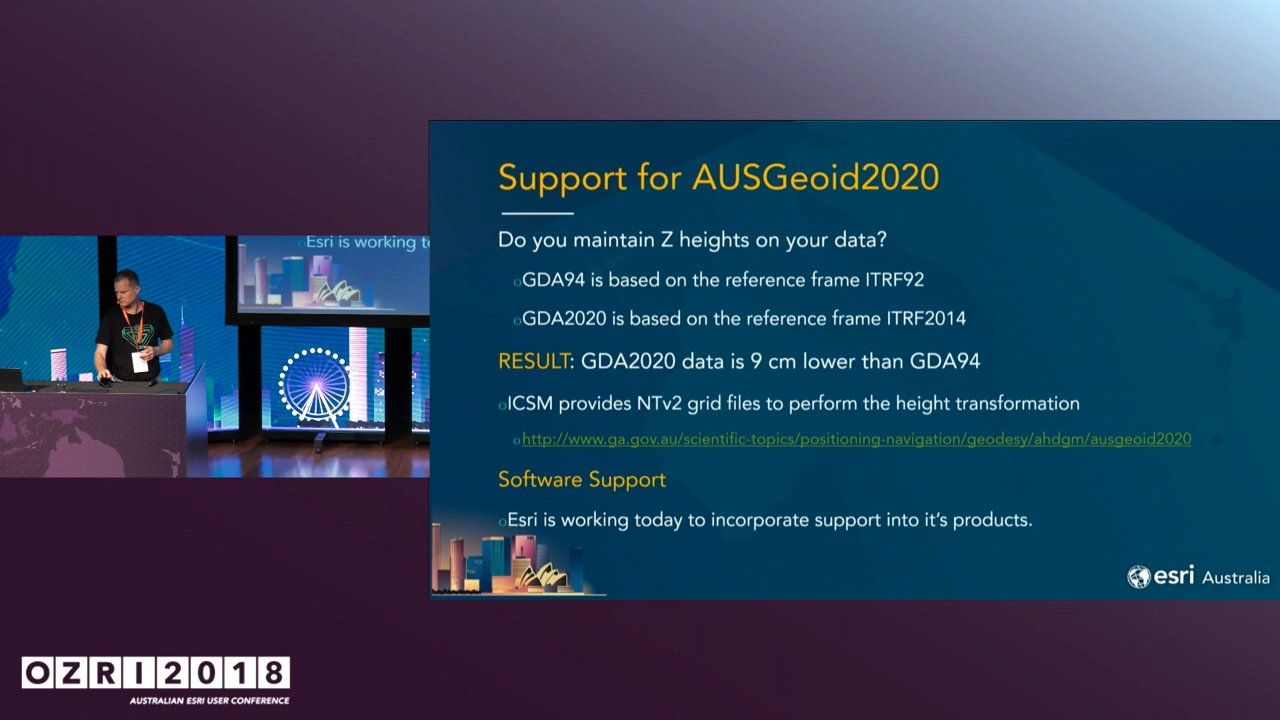 Support for AUSGeoid2020
Do you maintain Z heights on your data?
○GDA94 is based on the reference frame ITRF92
○GDA2020 is based on the reference frame ITRF2014
RESULT: GDA2020 data is 9 cm lower than GDA94
○ICSM provides NTv2 grid files to perform the height transformation
○http://www.ga.gov.au/scientific-topics/positioning-navigation/geodesy/ahdgm/ausgeoid2020
Software Support
○Esri is working today to incorporate support into it's products.
esri Australia
○Esri is working t
OZRI2018
AUSTRALIAN ESRI USER CONFERENCE